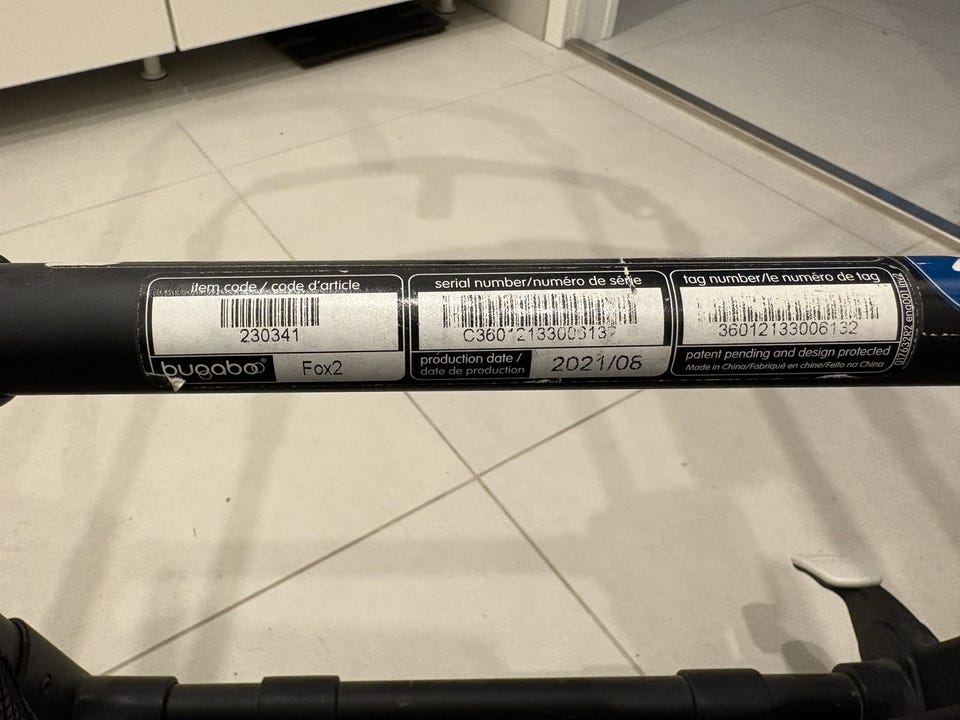 item code / code d'article
230341
bugaboo®
Fox2
serial number/numéro de série
production date /
date de production
2021/08
tag number/le numéro de tag
36012133006132
patent pending and design protected
Made in China/Fabriqué en chine/Feito na China